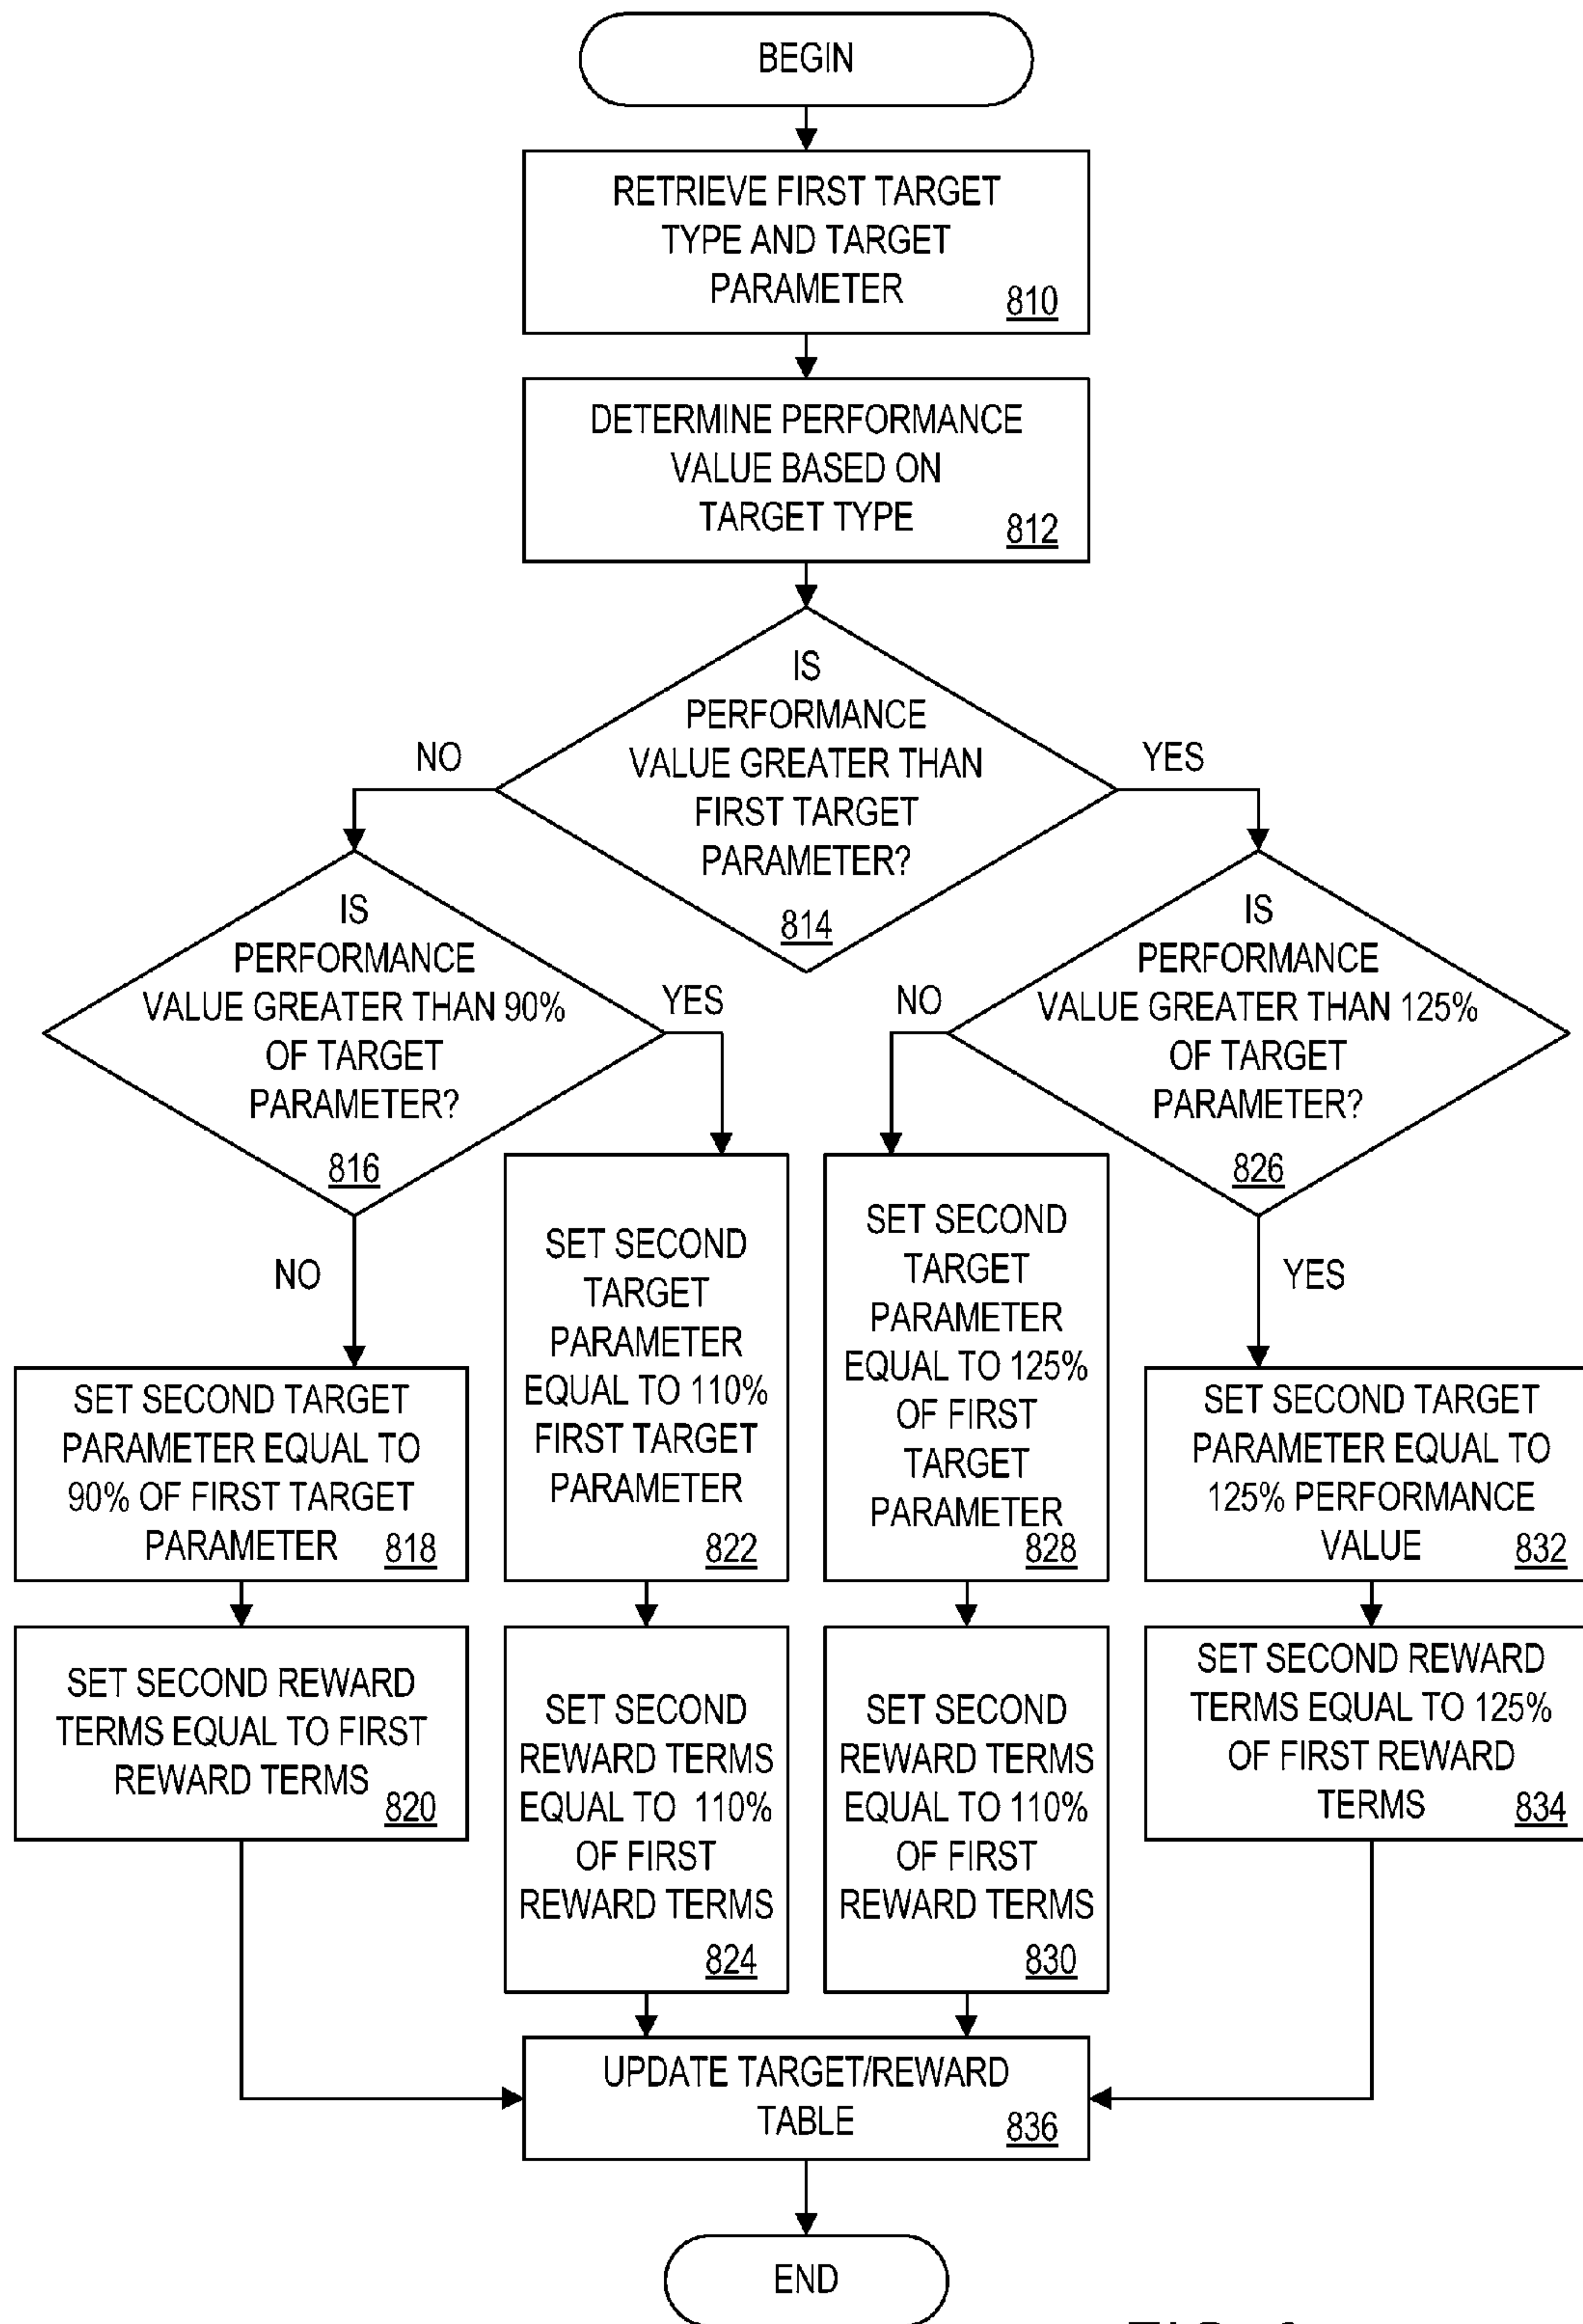 BEGIN
RETRIEVE FIRST TARGET
TYPE AND TARGET
PARAMETER
810
DETERMINE PERFORMANCE
VALUE BASED ON
TARGET TYPE
812
IS
PERFORMANCE
VALUE GREATER THAN
FIRST TARGET
PARAMETER?
814
NO
YES
IS
PERFORMANCE
VALUE GREATER THAN 90%
OF TARGET
PARAMETER?
816
YES
NO
IS
PERFORMANCE
VALUE GREATER THAN 125%
OF TARGET
PARAMETER?
826
NO
YES
SET SECOND TARGET
PARAMETER EQUAL TO
90% OF FIRST TARGET
PARAMETER
818
SET SECOND
TARGET
PARAMETER
EQUAL TO 110%
FIRST TARGET
PARAMETER
822
SET SECOND
TARGET
PARAMETER
EQUAL TO 125%
OF FIRST
TARGET
PARAMETER
828
SET SECOND TARGET
PARAMETER EQUAL TO
125% PERFORMANCE
VALUE
832
SET SECOND REWARD
TERMS EQUAL TO FIRST
REWARD TERMS
820
SET SECOND
REWARD TERMS
EQUAL TO 110%
OF FIRST
REWARD TERMS
824
SET SECOND
REWARD TERMS
EQUAL TO 110%
OF FIRST
REWARD TERMS
830
SET SECOND REWARD
TERMS EQUAL TO 125%
OF FIRST REWARD
TERMS
834
UPDATE TARGET/REWARD
TABLE
836
END